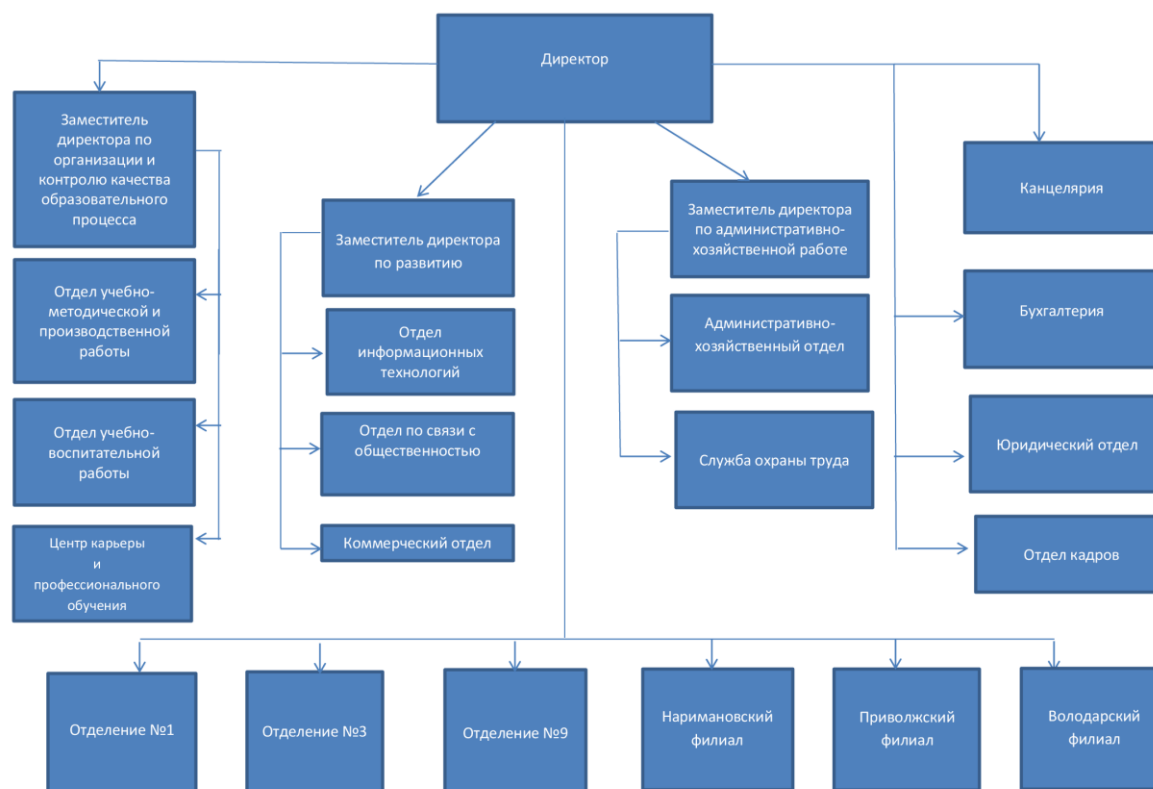 Директор
Заместитель
директора по
организации и
контролю качества
образовательного
процесса
Отдел учебно-
методической и
производственной
работы
Отдел учебно-
воспитательной
работы
Центр карьеры
и
профессионального
обучения
Заместитель директора
по развитию
Отдел
информационных
технологий
Отдел по связи с
общественностью
Коммерческий отдел
Заместитель директора
по административно-
хозяйственной работе
Административно-
хозяйственный отдел
Служба охраны труда
Канцелярия
Бухгалтерия
Юридический отдел
Отдел кадров
Отделение №1
Отделение №3
Отделение №9
Наримановский
филиал
Приволжский
филиал
Володарский
филиал